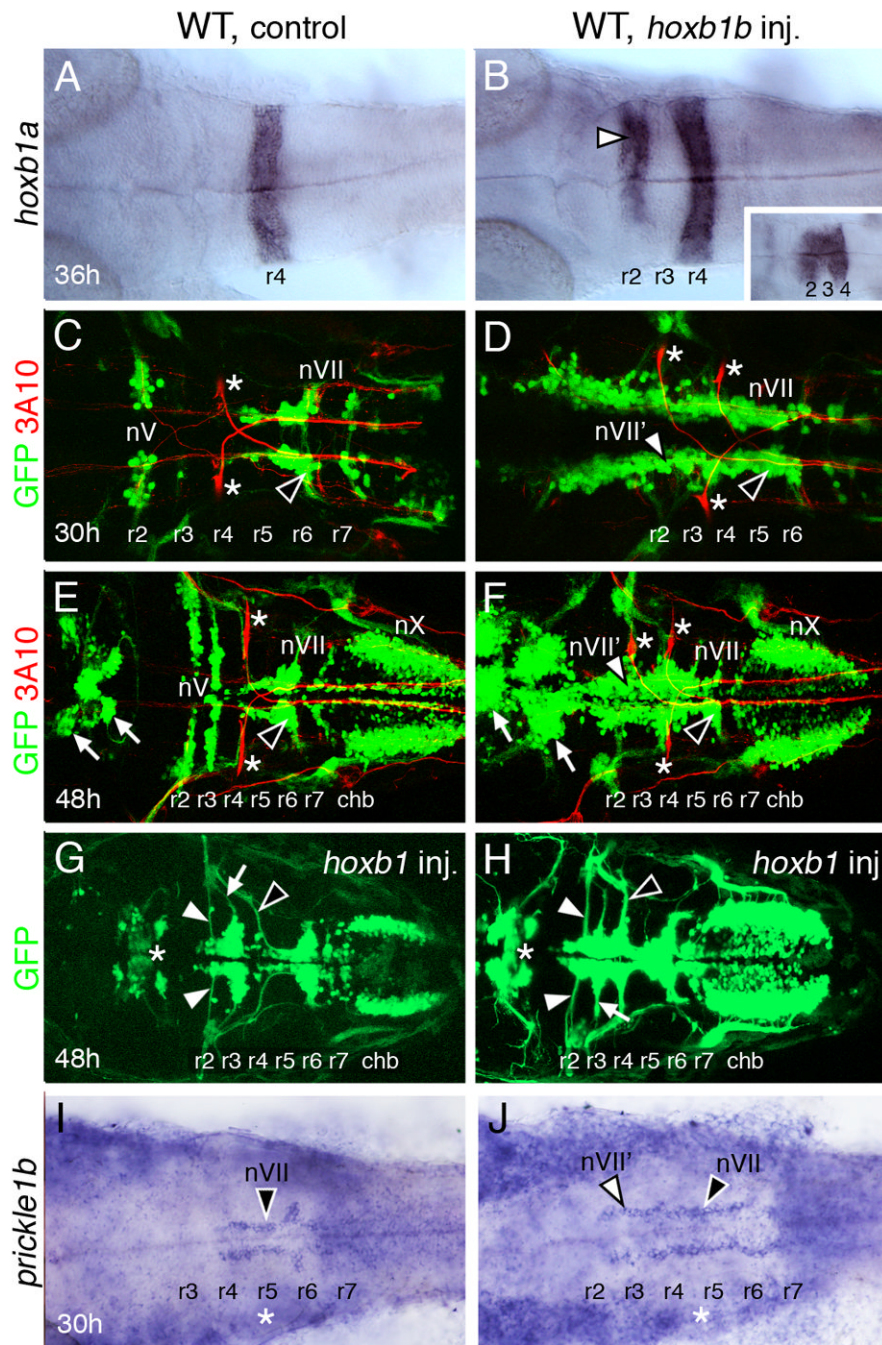 WT, control
WT, hoxb1b inj.
hoxb1a
A
36h
r4
B
r2 r3 r4
2 3 4
GFP 3A10
C
nVII
nV
*
*
30h
r2 r3 r4 r5 r6 r7
D
*
*
nVII
nVII'
*
r2 r3 r4 r5 r6
GFP 3A10
E
*
nVII
nX
nV
*
48h
r2 r3 r4 r5 r6 r7 chb
F
nVII'
*
*
nVII
nX
*
r2 r3 r4 r5 r6 r7 chb
GFP
G
hoxb1 inj.
*
48h
r2 r3 r4 r5 r6 r7 chb
H
hoxb1 inj.
*
r2 r3 r4 r5 r6 r7 chb
prickle1b
I
nVII
r3 r4 r5 r6 r7
*
30h
J
nVII' nVII
r2 r3 r4 r5 r6 r7
*